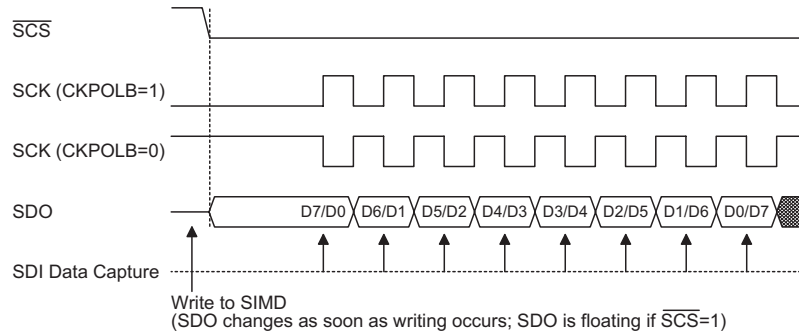 SCS
SCK (CKPOLB=1)
SCK (CKPOLB=0)
SDO
D7/D0 D6/D1 D5/D2 D4/D3 D3/D4 D2/D5 D1/D6 D0/D7
SDI Data Capture
Write to SIMD
(SDO changes as soon as writing occurs; SDO is floating if SCS=1)